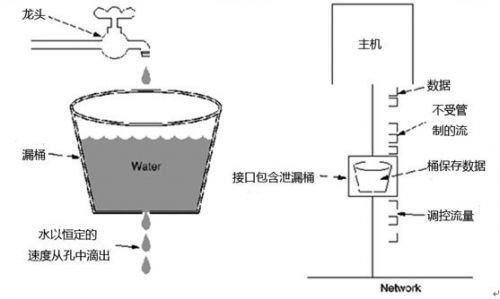 龙头
漏桶
Water
水以恒定的
速度从孔中滴出
主机
数据
不受管
制的流
接口包含泄漏桶
桶保存数据
调控流量
Network